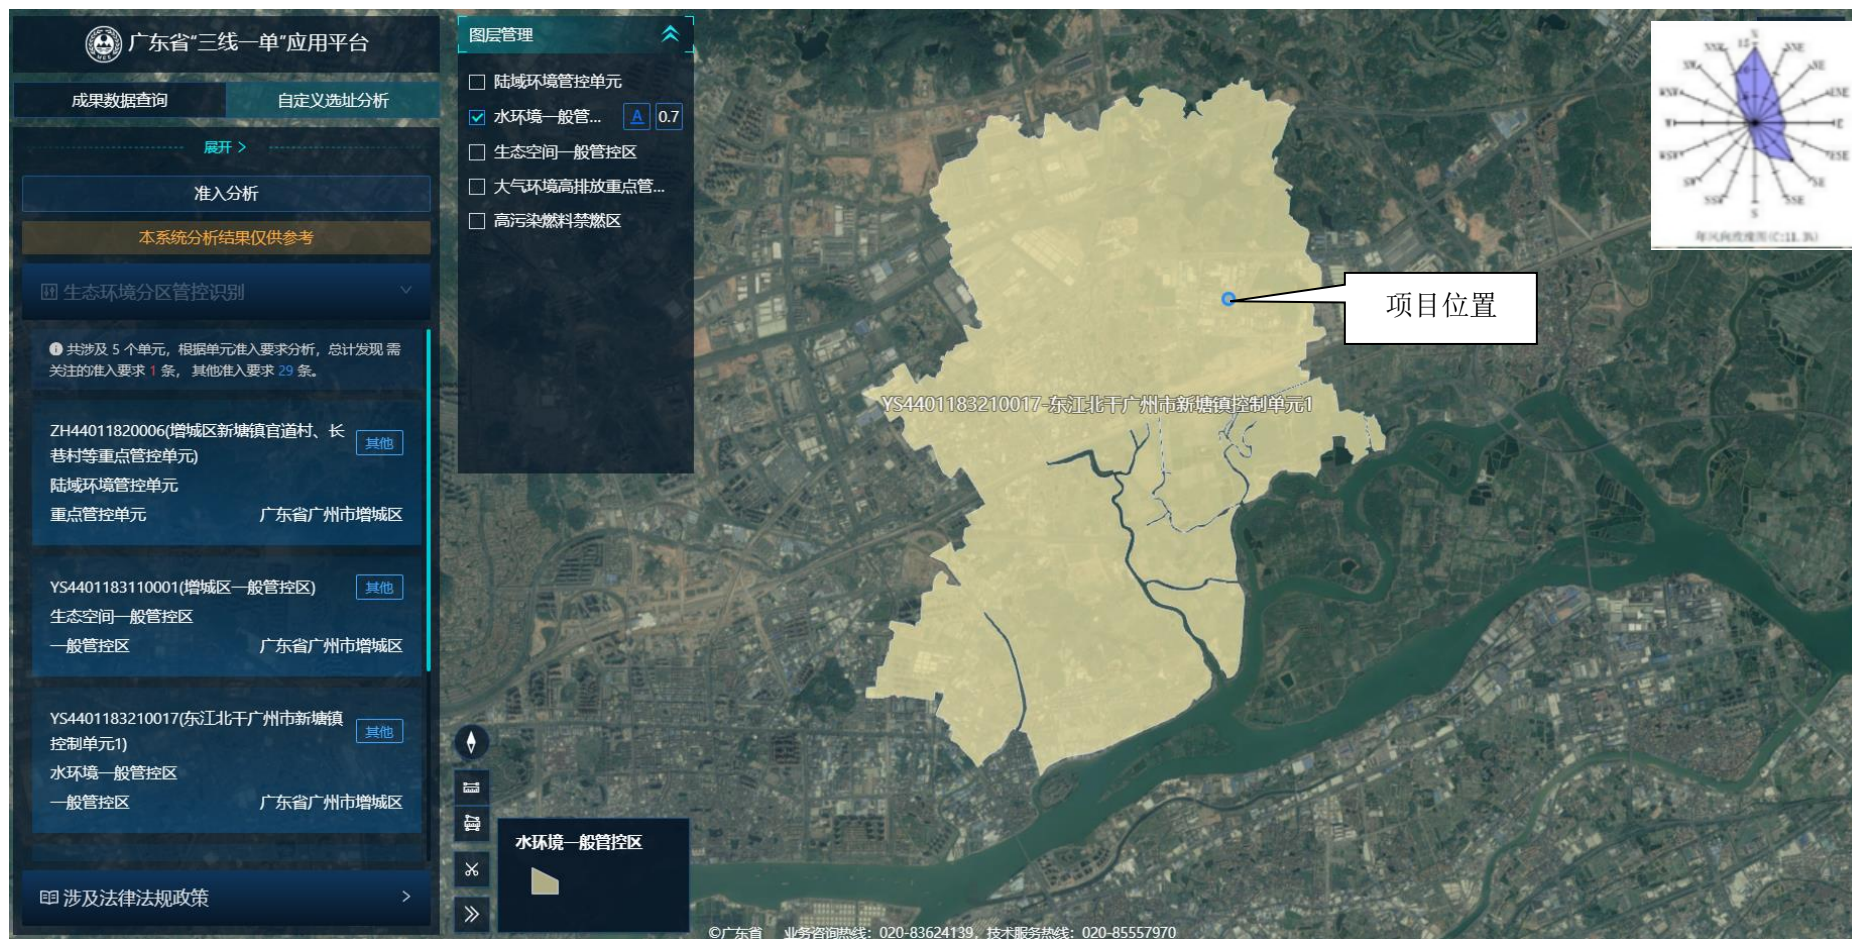 广东省“三线一单”应用平台
成果数据查询
自定义选址分析
展开 >
准入分析
本系统分析结果仅供参考
生态环境分区管控识别
共涉及 5 个单元，根据单元准入要求分析，总计发现 需
关注的准入要求 1 条， 其他准入要求 29 条。
ZH44011820006(增城区新塘镇官道村、长
巷村等重点管控单元)
其他
陆域环境管控单元
重点管控单元
广东省广州市增城区
YS4401183110001(增城区一般管控区)
其他
生态空间一般管控区
一般管控区
广东省广州市增城区
YS4401183210017(东江北干广州市新塘镇
控制单元1)
其他
水环境一般管控区
一般管控区
广东省广州市增城区
涉及法律法规政策
图层管理
陆域环境管控单元
水环境一般管... A 0.7
生态空间一般管控区
大气环境高排放重点管...
高污染燃料禁燃区
项目位置
YS4401183210017-东江北干广州市新塘镇控制单元1
水环境一般管控区
©广东省 业务咨询热线：020-83624139，技术服务热线：020-85557970
N
NNE
NE
ENE
E
ESE
SE
SSE
S
SSW
SW
WSW
W
WNW
NW
NNW